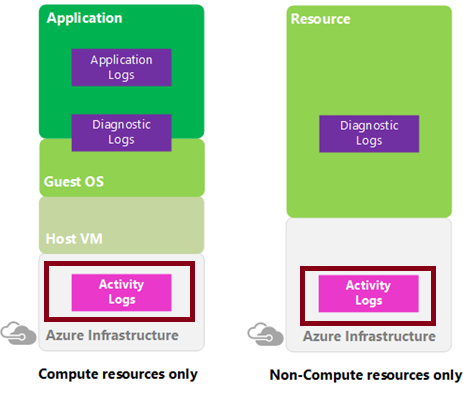 Application
Application
Logs
Diagnostic
Logs
Guest OS
Host VM
Activity
Logs
Azure Infrastructure
Compute resources only
Resource
Diagnostic
Logs
Activity
Logs
Azure Infrastructure
Non-Compute resources only